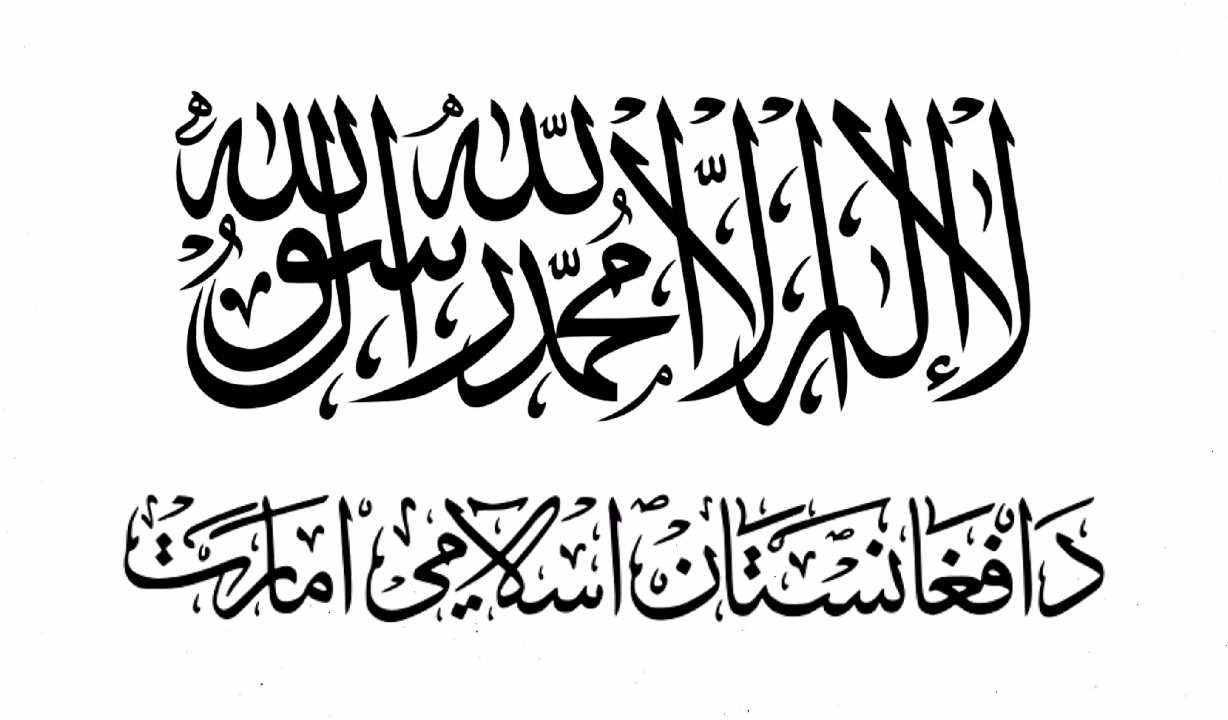 لا إله إلا الله محمد رسول الله
د افغانستان اسلامي امارت